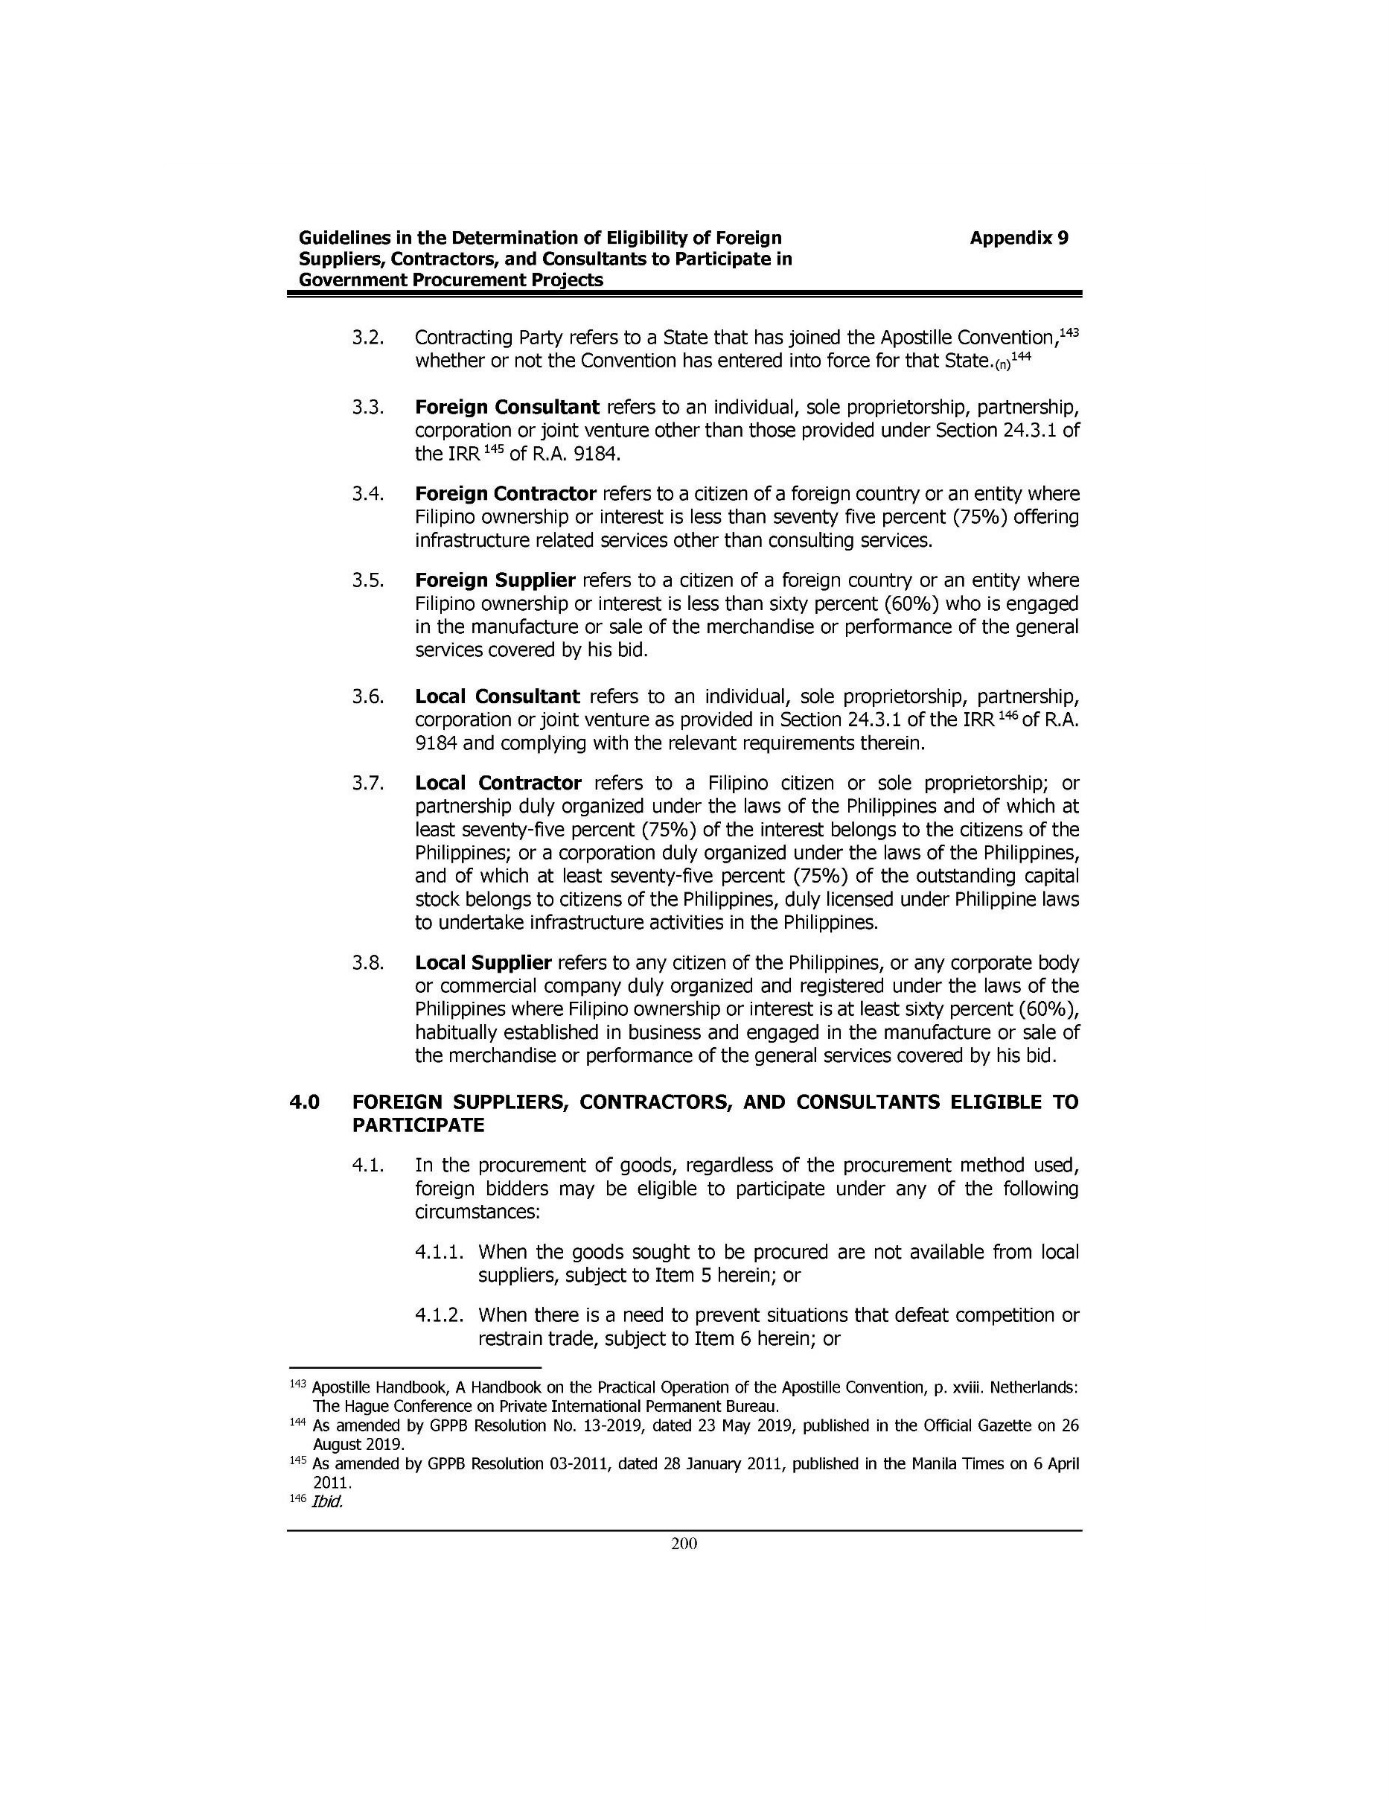 Guidelines in the Determination of Eligibility of Foreign Appendix 9
Suppliers, Contractors, and Consultants to Participate in
Government Procurement Projects
3.2. Contracting Party refers to a State that has joined the Apostille Convention,143
whether or not the Convention has entered into force for that State.(n)144
3.3. Foreign Consultant refers to an individual, sole proprietorship, partnership,
corporation or joint venture other than those provided under Section 24.3.1 of
the IRR 145 of R.A. 9184.
3.4. Foreign Contractor refers to a citizen of a foreign country or an entity where
Filipino ownership or interest is less than seventy five percent (75%) offering
infrastructure related services other than consulting services.
3.5. Foreign Supplier refers to a citizen of a foreign country or an entity where
Filipino ownership or interest is less than sixty percent (60%) who is engaged
in the manufacture or sale of the merchandise or performance of the general
services covered by his bid.
3.6. Local Consultant refers to an individual, sole proprietorship, partnership,
corporation or joint venture as provided in Section 24.3.1 of the IRR 146 of R.A.
9184 and complying with the relevant requirements therein.
3.7. Local Contractor refers to a Filipino citizen or sole proprietorship; or
partnership duly organized under the laws of the Philippines and of which at
least seventy-five percent (75%) of the interest belongs to the citizens of the
Philippines; or a corporation duly organized under the laws of the Philippines,
and of which at least seventy-five percent (75%) of the outstanding capital
stock belongs to citizens of the Philippines, duly licensed under Philippine laws
to undertake infrastructure activities in the Philippines.
3.8. Local Supplier refers to any citizen of the Philippines, or any corporate body
or commercial company duly organized and registered under the laws of the
Philippines where Filipino ownership or interest is at least sixty percent (60%),
habitually established in business and engaged in the manufacture or sale of
the merchandise or performance of the general services covered by his bid.
4.0 FOREIGN SUPPLIERS, CONTRACTORS, AND CONSULTANTS ELIGIBLE TO
PARTICIPATE
4.1. In the procurement of goods, regardless of the procurement method used,
foreign bidders may be eligible to participate under any of the following
circumstances:
4.1.1. When the goods sought to be procured are not available from local
suppliers, subject to Item 5 herein; or
4.1.2. When there is a need to prevent situations that defeat competition or
restrain trade, subject to Item 6 herein; or
143 Apostille Handbook, A Handbook on the Practical Operation of the Apostille Convention, p. xviii. Netherlands:
The Hague Conference on Private International Permanent Bureau.
144 As amended by GPPB Resolution No. 13-2019, dated 23 May 2019, published in the Official Gazette on 26
August 2019.
145 As amended by GPPB Resolution 03-2011, dated 28 January 2011, published in the Manila Times on 6 April
2011.
146 Ibid.
200